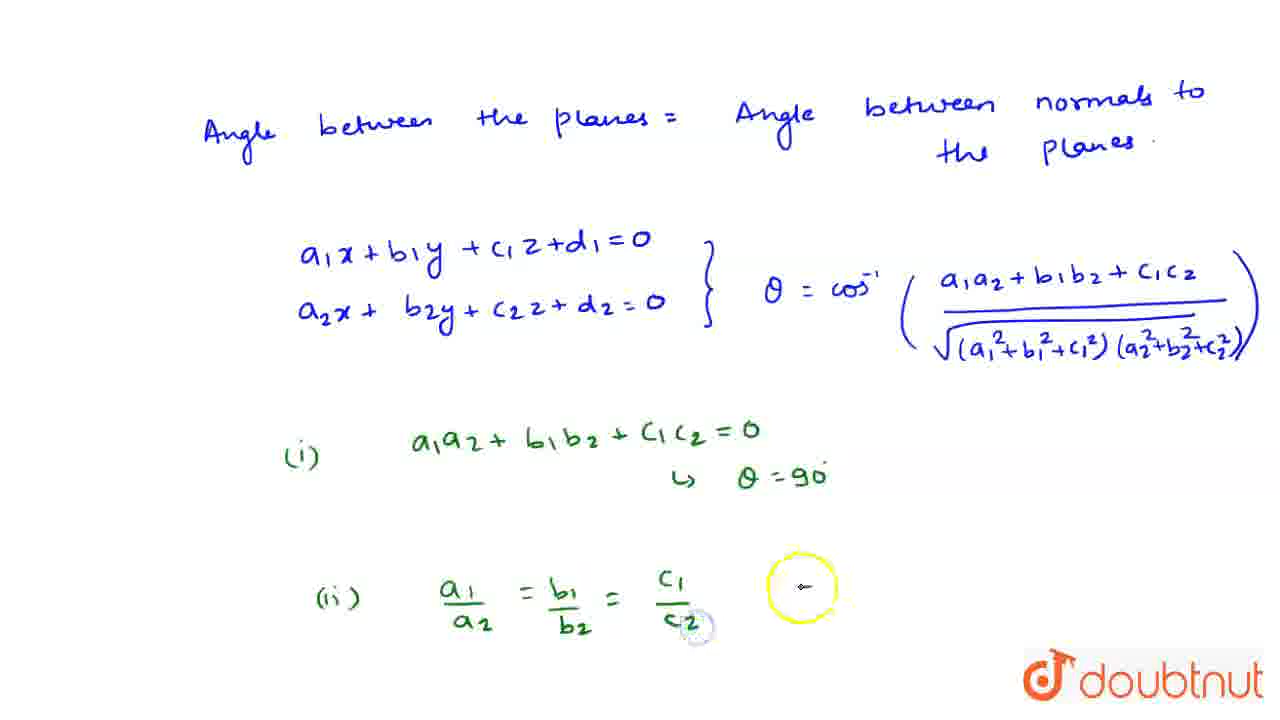 Angle between the planes = Angle between normals to
the planes.
a₁x + b₁y + c₁z + d₁ = 0
a₂x + b₂y + c₂z + d₂ = 0 } θ = cos⁻¹ ( a₁a₂ + b₁b₂ + c₁c₂ / √(a₁²+b₁²+c₁²) (a₂²+b₂²+c₂²) )
(i) a₁a₂ + b₁b₂ + c₁c₂ = 0
↳ θ = 90°
(ii) a₁/a₂ = b₁/b₂ = c₁/c₂
doubtnut